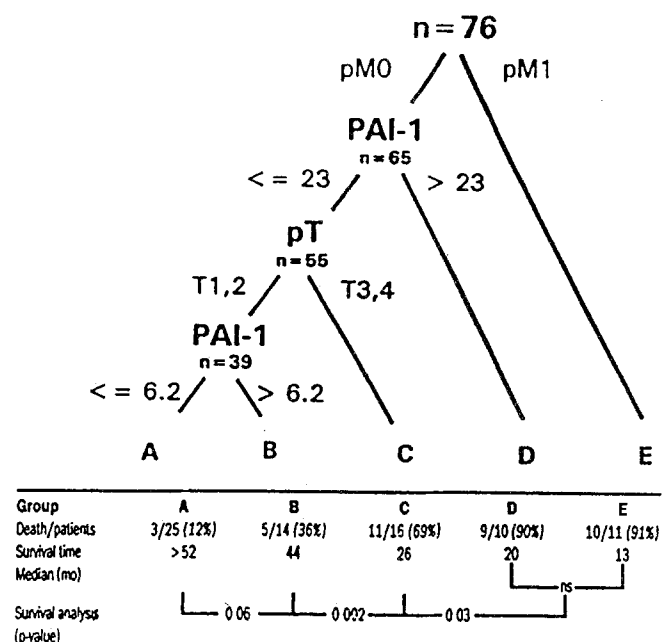 n = 76
pM0 pM1
PAI-1
n=65
<= 23 > 23
pT
n=55
T1,2 T3,4
PAI-1
n=39
<= 6.2 > 6.2
A B C D E
Group A B C D E
Death/patients 3/25 (12%) 5/14 (36%) 11/16 (69%) 9/10 (90%) 10/11 (91%)
Survival time >52 44 26 20 13
Median (mo) ns
Survival analysis 0.06 0.002 0.03
(p-value)